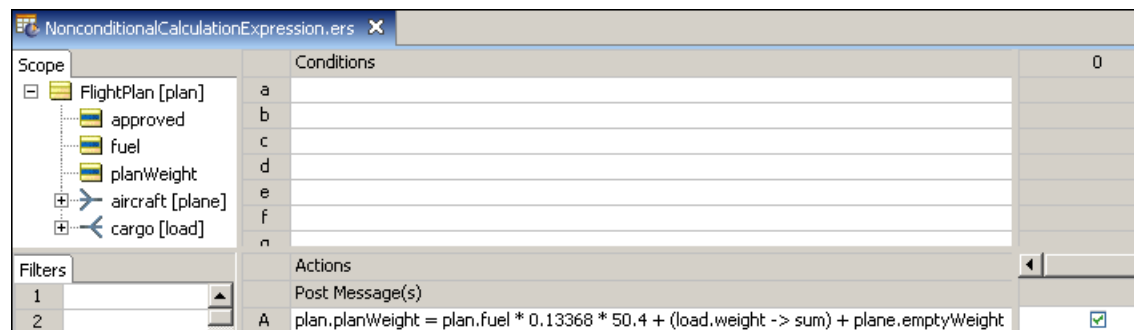 NonconditionalCalculationExpression.ers
Scope
Conditions
0
FlightPlan [plan]
a
approved
b
fuel
c
planWeight
d
aircraft [plane]
e
cargo [load]
f
g
Filters
Actions
1
Post Message(s)
2
A
plan.planWeight = plan.fuel * 0.13368 * 50.4 + (load.weight -> sum) + plane.emptyWeight